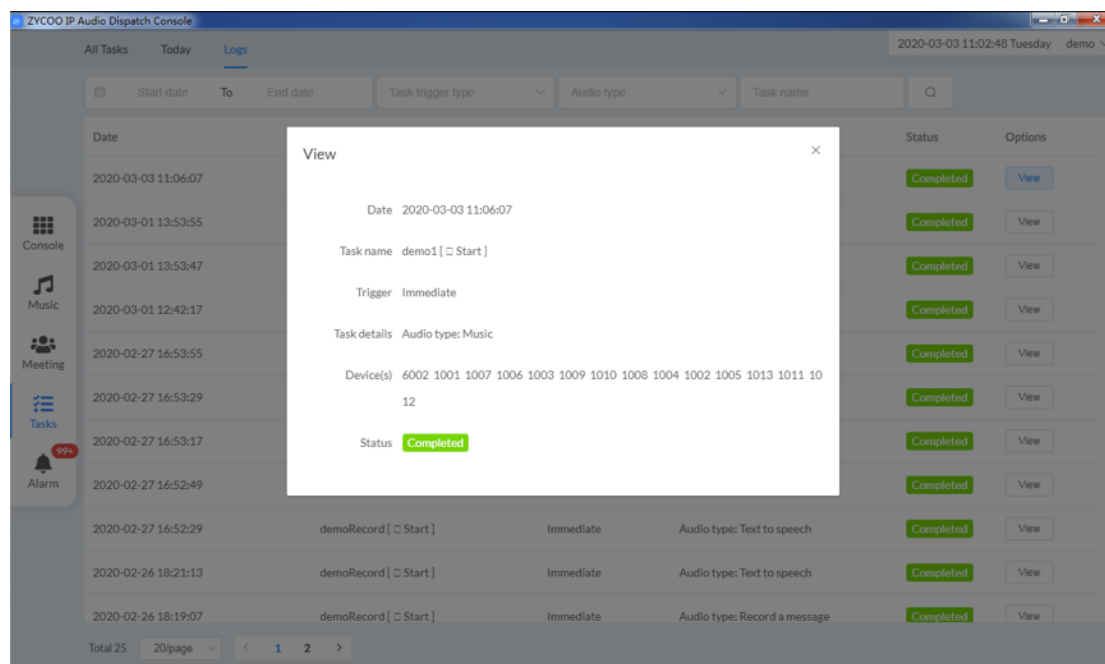 ZYCOO IP Audio Dispatch Console
All Tasks Today Logs 2020-03-03 11:02:48 Tuesday demo
Start date To End date Task trigger type Audio type Task name
Date Status Options
View
2020-03-03 11:06:07 Completed View
Date 2020-03-03 11:06:07
2020-03-01 13:53:55 Completed View
Console
Task name demo1 [ □ Start ]
2020-03-01 13:53:47 Completed View
Trigger Immediate
Music
2020-03-01 12:42:17 Completed View
Task details Audio type: Music
2020-02-27 16:53:55 Completed View
Meeting
Device(s) 6002 1001 1007 1006 1003 1009 1010 1008 1004 1002 1005 1013 1011 10
12
2020-02-27 16:53:29 Completed View
Tasks
2020-02-27 16:53:17 Completed View
Status Completed
99+
Alarm
2020-02-27 16:52:49 Completed View
2020-02-27 16:52:29 demoRecord [ □ Start ] Immediate Audio type: Text to speech Completed View
2020-02-26 18:21:13 demoRecord [ □ Start ] Immediate Audio type: Text to speech Completed View
2020-02-26 18:19:07 demoRecord [ □ Start ] Immediate Audio type: Record a message Completed View
Total 25 20/page < 1 2 >